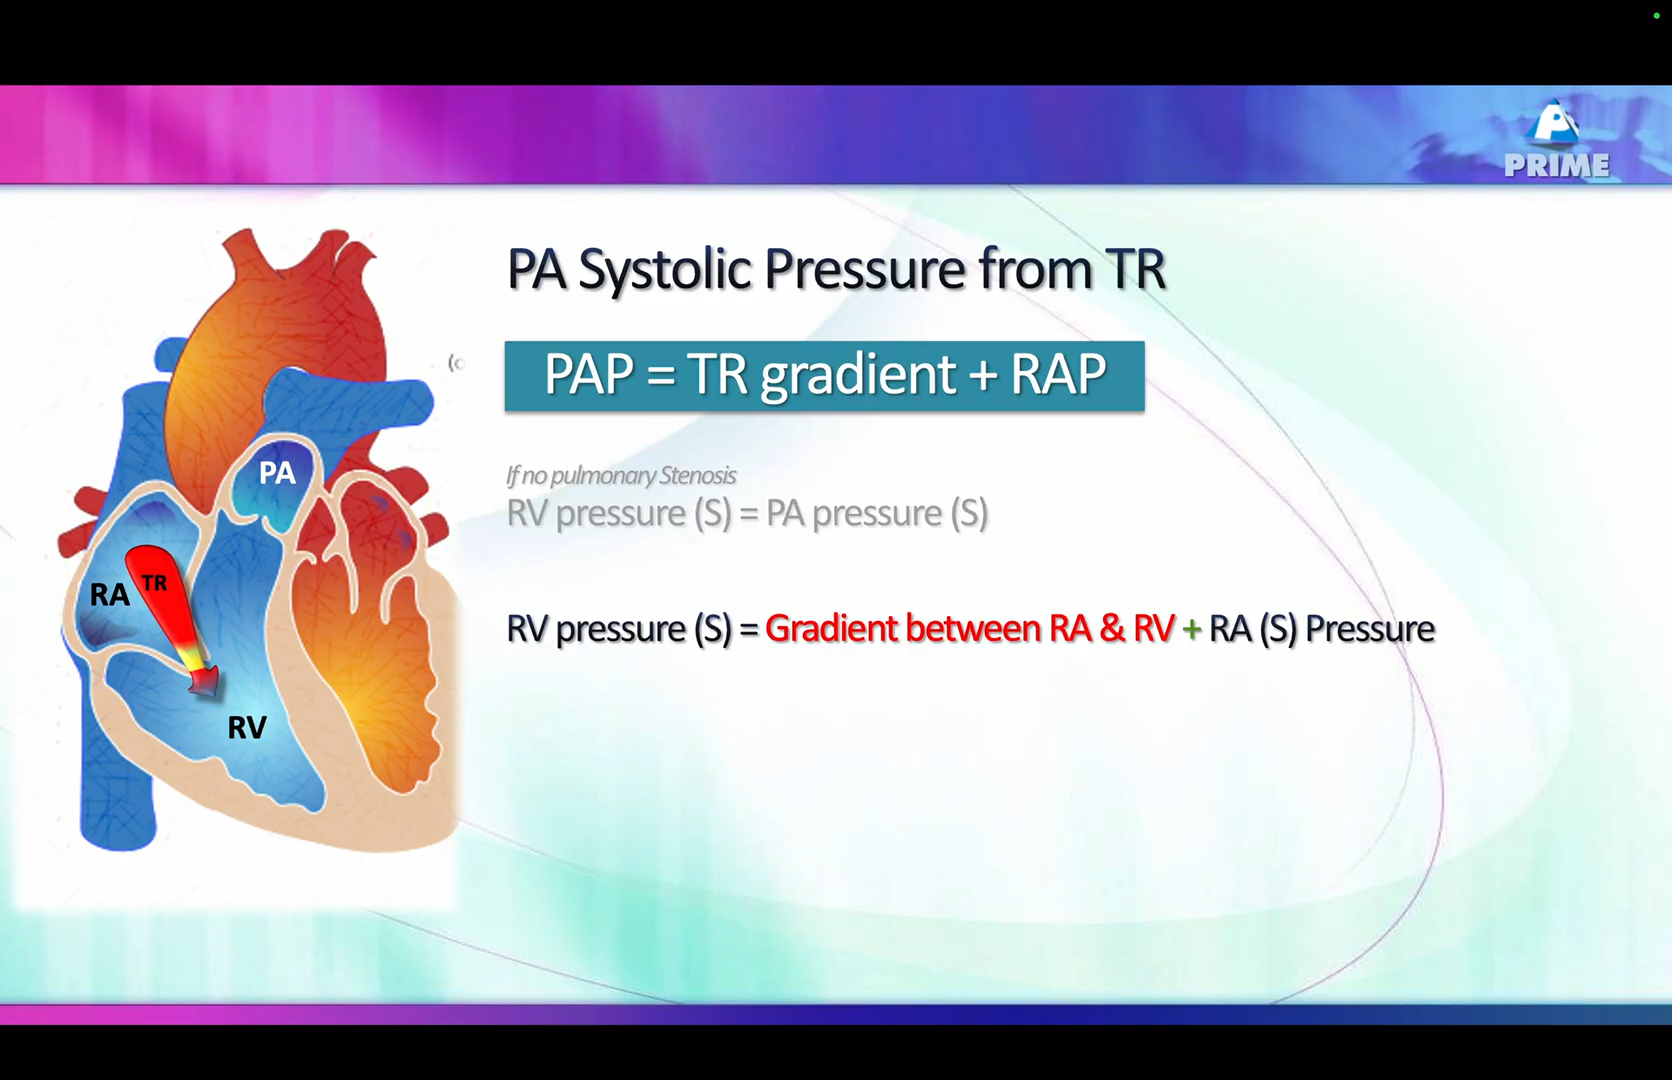 PRIME
PA Systolic Pressure from TR
PAP = TR gradient + RAP
If no pulmonary Stenosis
RV pressure (S) = PA pressure (S)
RV pressure (S) = Gradient between RA & RV + RA (S) Pressure
PA
RA
TR
RV